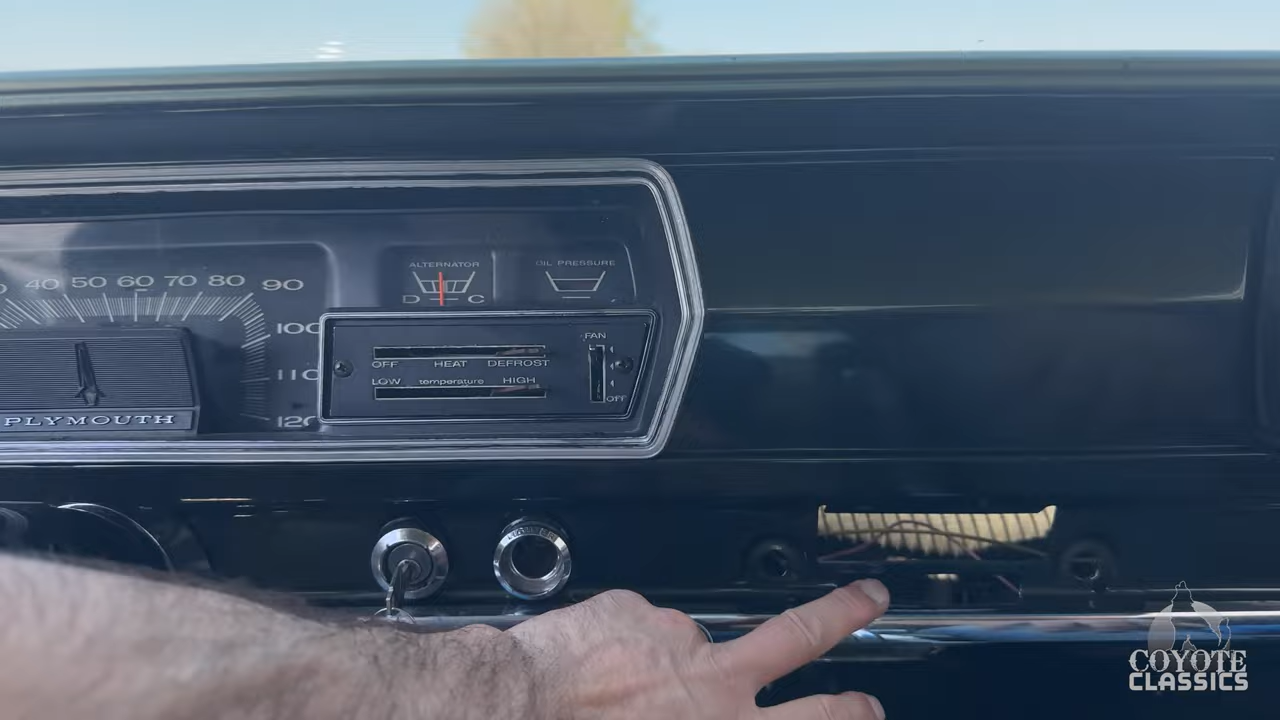 40 50 60 70 80 90
100
110
120
PLYMOUTH
ALTERNATOR
D C
OIL PRESSURE
OFF HEAT DEFROST
LOW temperature HIGH
FAN
OFF
COYOTE
CLASSICS